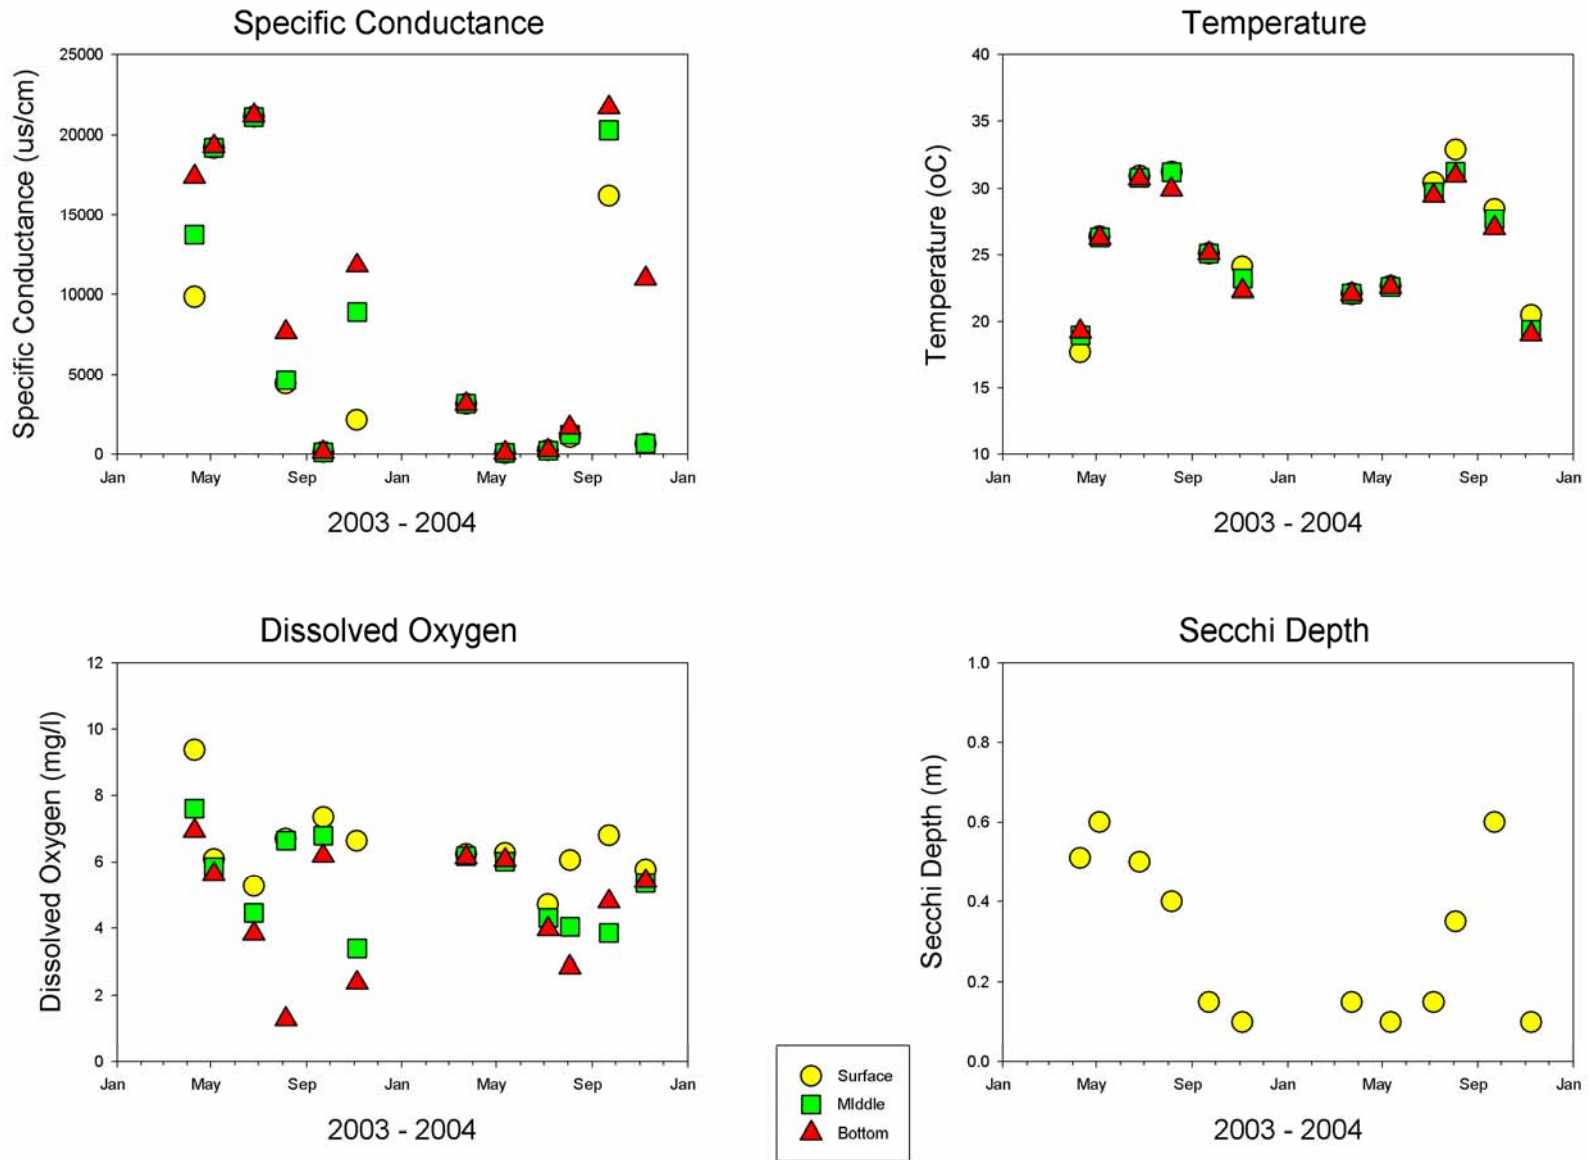 Specific Conductance
Specific Conductance (us/cm)
25000
20000
15000
10000
5000
0
Jan May Sep Jan May Sep Jan
2003 - 2004
Temperature
Temperature (oC)
40
35
30
25
20
15
10
Jan May Sep Jan May Sep Jan
2003 - 2004
Dissolved Oxygen
Dissolved Oxygen (mg/l)
12
10
8
6
4
2
0
Jan May Sep Jan May Sep Jan
2003 - 2004
Secchi Depth
Secchi Depth (m)
1.0
0.8
0.6
0.4
0.2
0.0
Jan May Sep Jan May Sep Jan
2003 - 2004
Surface
MIddle
Bottom